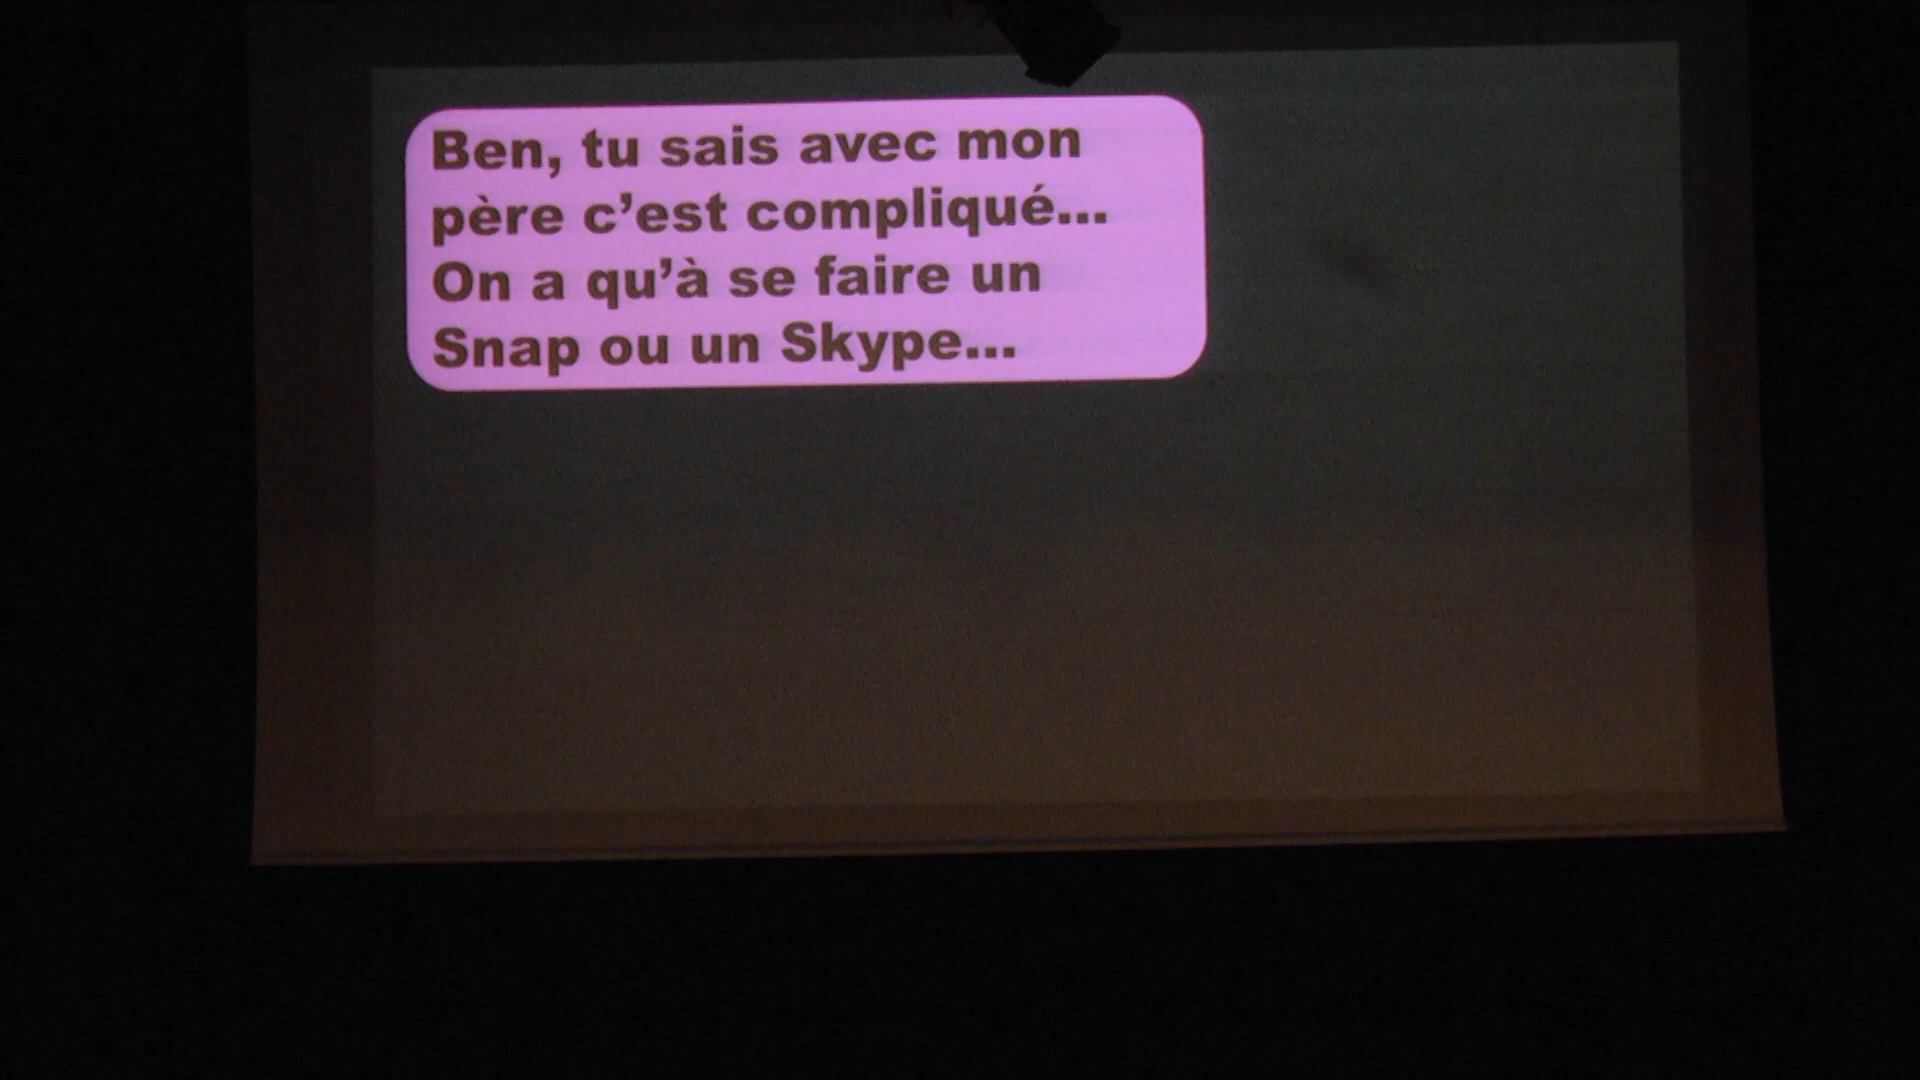 Ben, tu sais avec mon
père c’est compliqué...
On a qu’à se faire un
Snap ou un Skype...